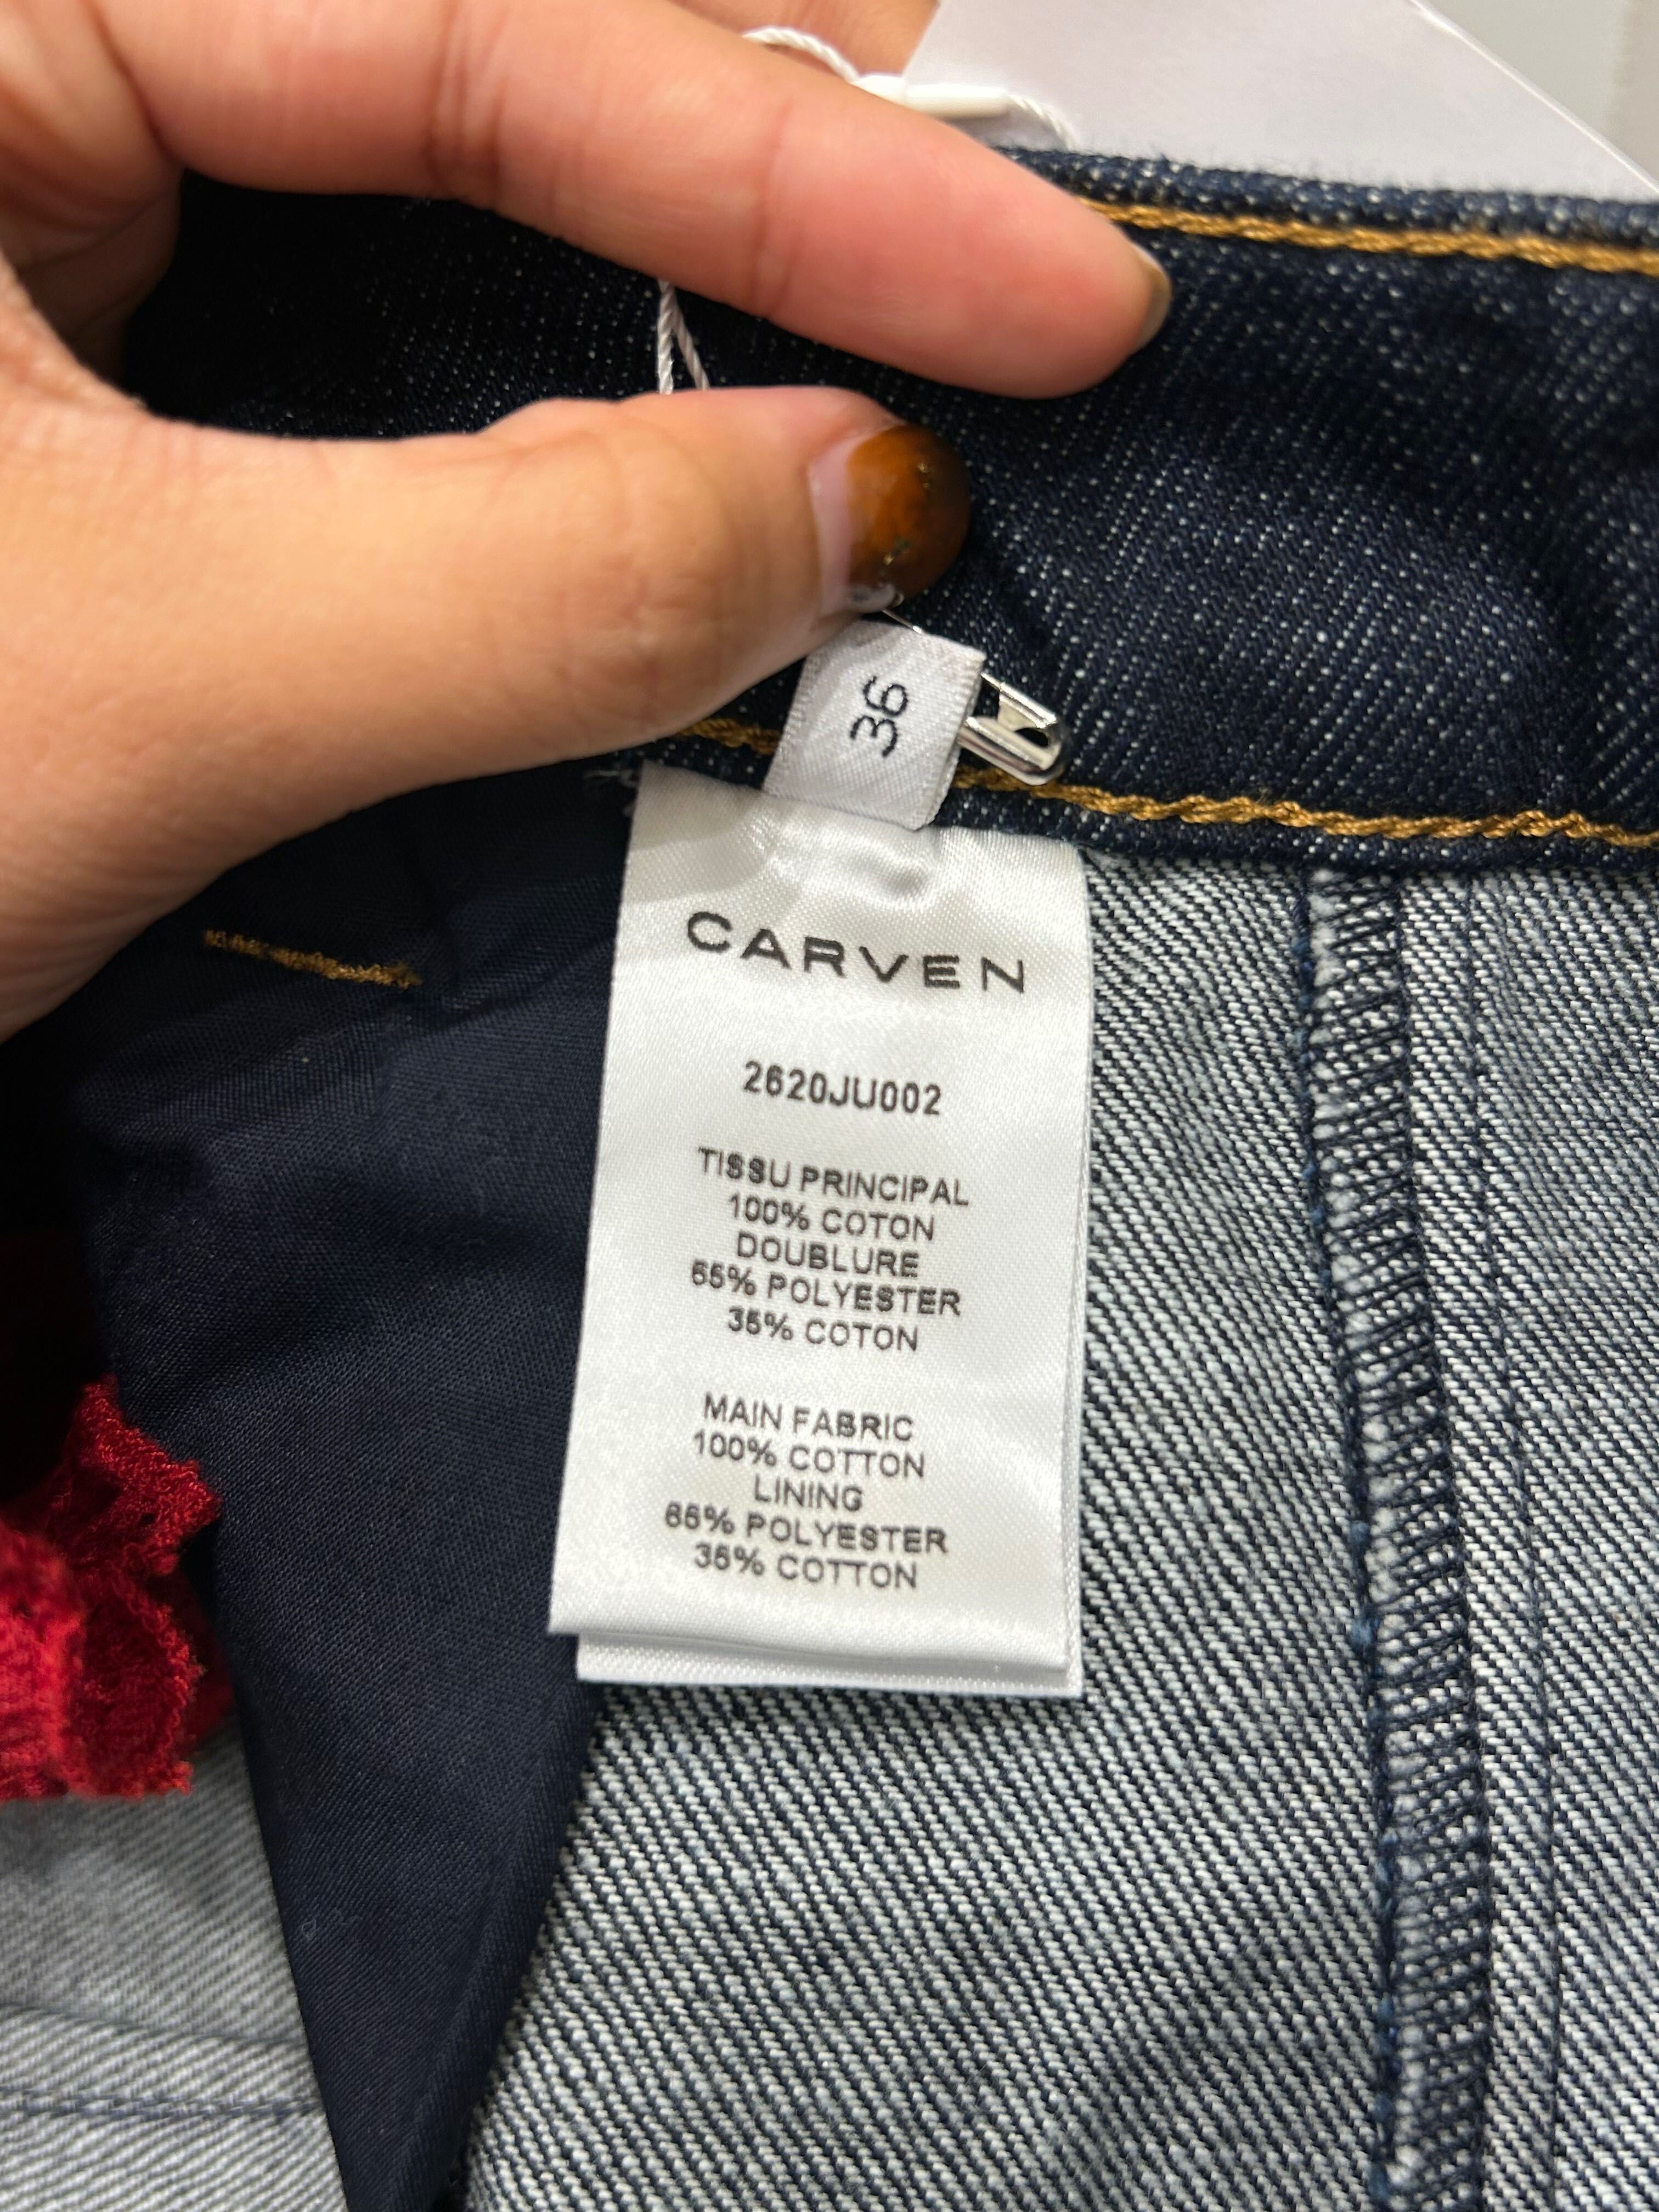 36
CARVEN
2620JU002
TISSU PRINCIPAL
100% COTON
DOUBLURE
65% POLYESTER
35% COTON
MAIN FABRIC
100% COTTON
LINING
65% POLYESTER
35% COTTON